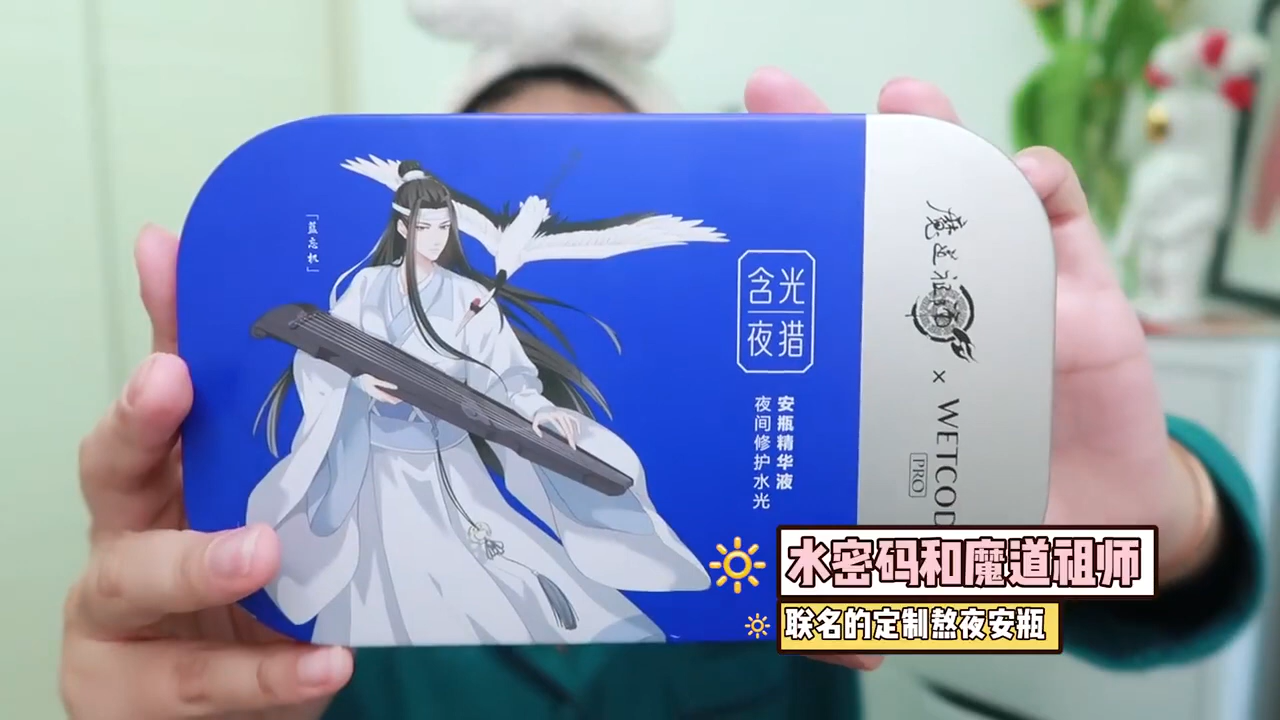 「蓝忘机」
含光
夜猎
安瓶精华液
夜间修护水光
魔道祖师
×
WETCOD
PRO
水密码和魔道祖师
联名的定制熬夜安瓶